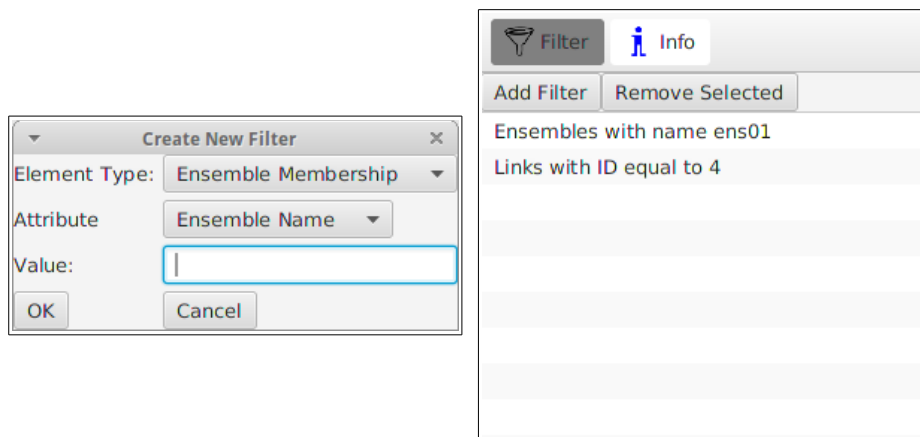 Create New Filter
Element Type: Ensemble Membership
Attribute Ensemble Name
Value:
OK Cancel
Filter Info
Add Filter Remove Selected
Ensembles with name ens01
Links with ID equal to 4